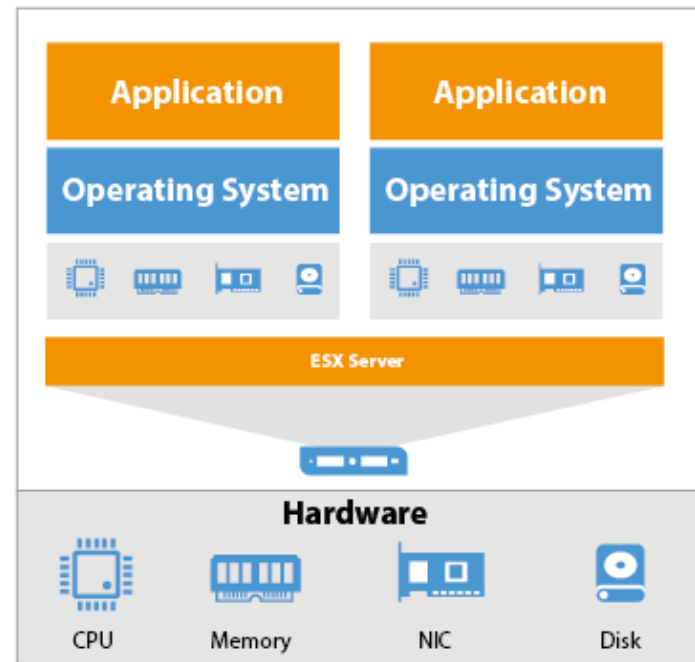 Application
Application
Operating System
Operating System
ESX Server
Hardware
CPU
Memory
NIC
Disk